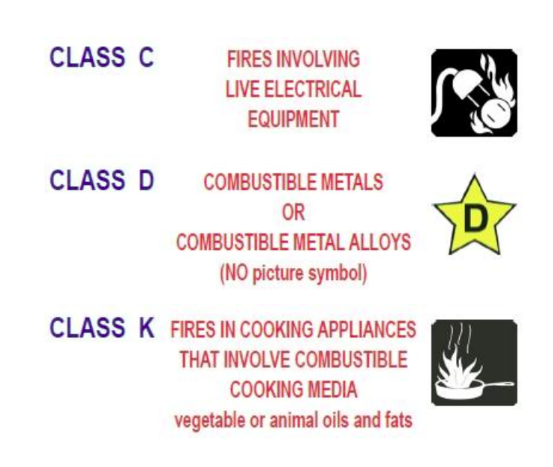 CLASS C
FIRES INVOLVING
LIVE ELECTRICAL
EQUIPMENT
CLASS D
COMBUSTIBLE METALS
OR
COMBUSTIBLE METAL ALLOYS
(NO picture symbol)
D
CLASS K
FIRES IN COOKING APPLIANCES
THAT INVOLVE COMBUSTIBLE
COOKING MEDIA
vegetable or animal oils and fats